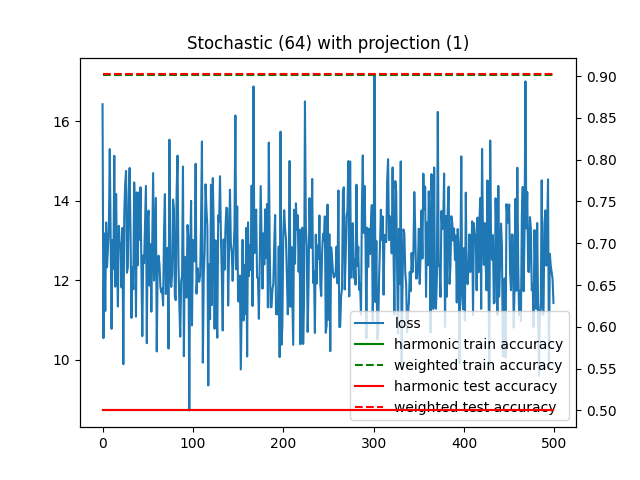 Stochastic (64) with projection (1)
16
14
12
10
0.90
0.85
0.80
0.75
0.70
0.65
0.60
0.55
0.50
loss
harmonic train accuracy
weighted train accuracy
harmonic test accuracy
weighted test accuracy
0 100 200 300 400 500